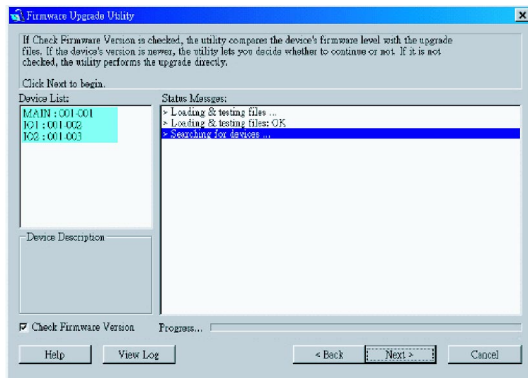 Firmware Upgrade Utility
If Check Firmware Version is checked, the utility compares the device's firmware level with the upgrade
files. If the device's version is newer, the utility lets you decide whether to continue or not. If it is not
checked, the utility performs the upgrade directly.
Click Next to begin.
Device List:
Status Messges:
MAIN : 001-001
IO1 : 001-002
IO2 : 001-003
> Loading & testing files ...
> Loading & testing files: OK
> Searching for devices ...
Device Description
Check Firmware Version
Progress...
Help
View Log
< Back
Next >
Cancel